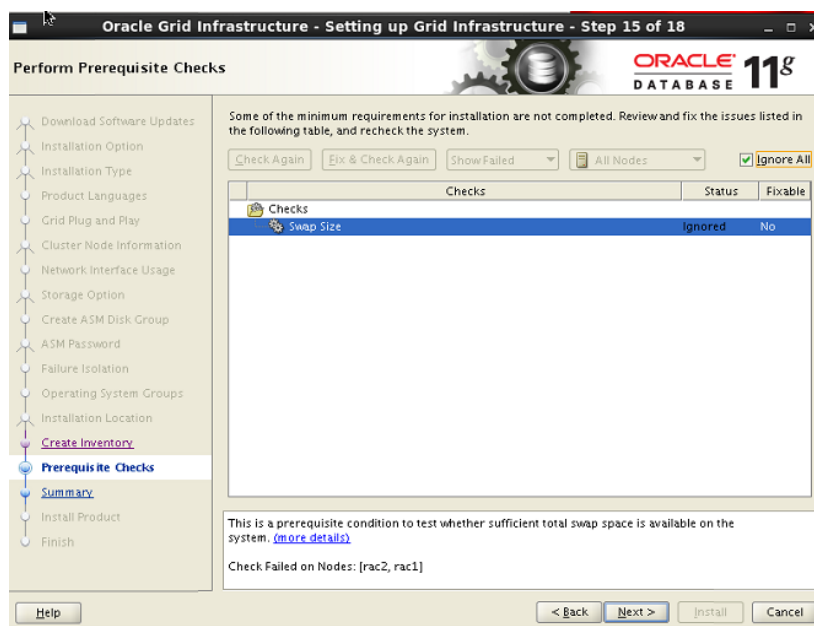 Oracle Grid Infrastructure - Setting up Grid Infrastructure - Step 15 of 18
Perform Prerequisite Checks
ORACLE
DATABASE
11g
Download Software Updates
Installation Option
Installation Type
Product Languages
Grid Plug and Play
Cluster Node Information
Network Interface Usage
Storage Option
Create ASM Disk Group
ASM Password
Failure Isolation
Operating System Groups
Installation Location
Create Inventory
Prerequisite Checks
Summary
Install Product
Finish
Some of the minimum requirements for installation are not completed. Review and fix the issues listed in
the following table, and recheck the system.
Check Again Fix & Check Again Show Failed All Nodes Ignore All
Checks Status Fixable
Checks
Swap Size Ignored No
This is a prerequisite condition to test whether sufficient total swap space is available on the
system. (more details)
Check Failed on Nodes: [rac2, rac1]
Help < Back Next > Install Cancel